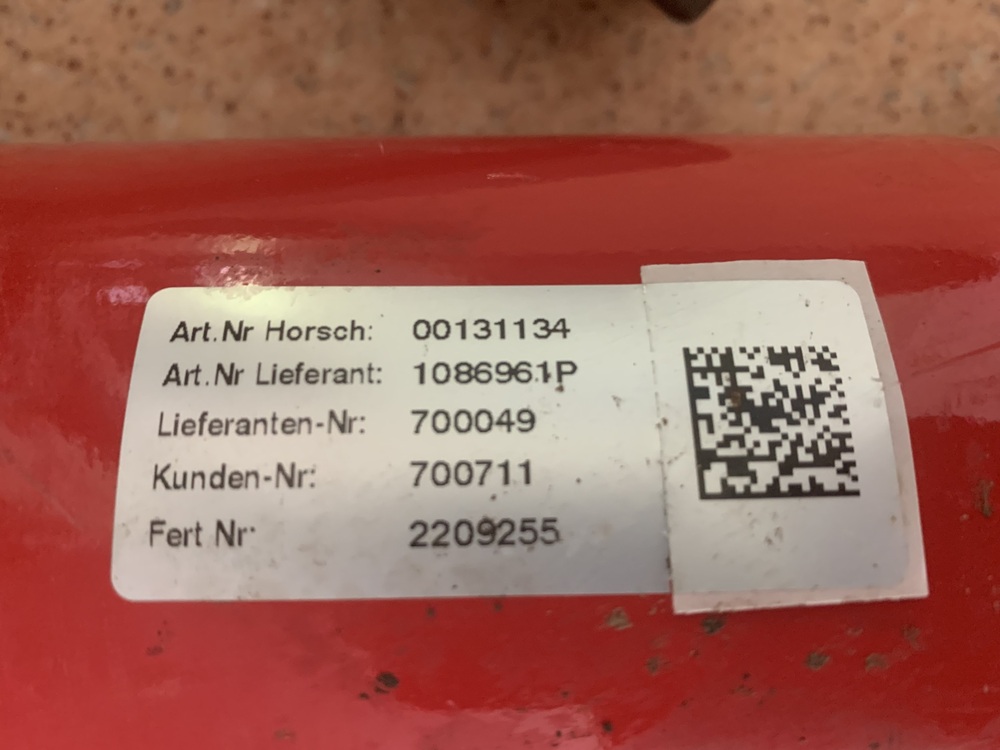 Art.Nr Horsch: 00131134
Art.Nr Lieferant: 1086961P
Lieferanten-Nr: 700049
Kunden-Nr: 700711
Fert Nr: 2209255